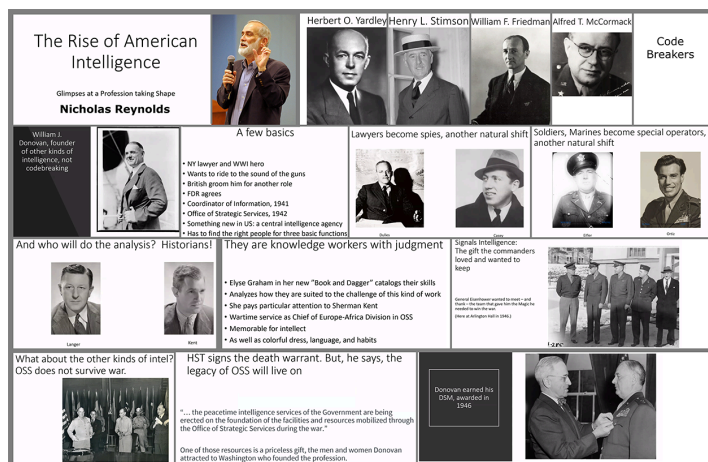 The Rise of American
Intelligence
Glimpses at a Profession taking Shape
Nicholas Reynolds
Herbert O. Yardley
Henry L. Stimson
William F. Friedman
Alfred T. McCormack
Code
Breakers
William J.
Donovan, founder
of other kinds of
intelligence, not
codebreaking
A few basics
• NY lawyer and WWI hero
• Wants to ride to the sound of the guns
• British groom him for another role
• FDR agrees
• Coordinator of Information, 1941
• Office of Strategic Services, 1942
• Something new in US: a central intelligence agency
• Has to find the right people for three basic functions
Lawyers become spies, another natural shift
Dulles
Casey
Soldiers, Marines become special operators,
another natural shift
Eifler
Ortiz
And who will do the analysis? Historians!
Langer
Kent
They are knowledge workers with judgment
• Elyse Graham in her new "Book and Dagger" catalogs their skills
• Analyzes how they are suited to the challenge of this kind of work
• She pays particular attention to Sherman Kent
• Wartime service as Chief of Europe-Africa Division in OSS
• Memorable for intellect
• As well as colorful dress, language, and habits
Signals Intelligence:
The gift the commanders
loved and wanted to
keep
General Eisenhower wanted to meet – and
thank – the team that gave him the Magic he
needed to win the war.
(Here at Arlington Hall in 1946.)
What about the other kinds of intel?
OSS does not survive war.
HST signs the death warrant. But, he says, the
legacy of OSS will live on
"... the peacetime intelligence services of the Government are being
erected on the foundation of the facilities and resources mobilized through
the Office of Strategic Services during the war."
One of those resources is a priceless gift, the men and women Donovan
attracted to Washington who founded the profession.
Donovan earned his
DSM, awarded in
1946